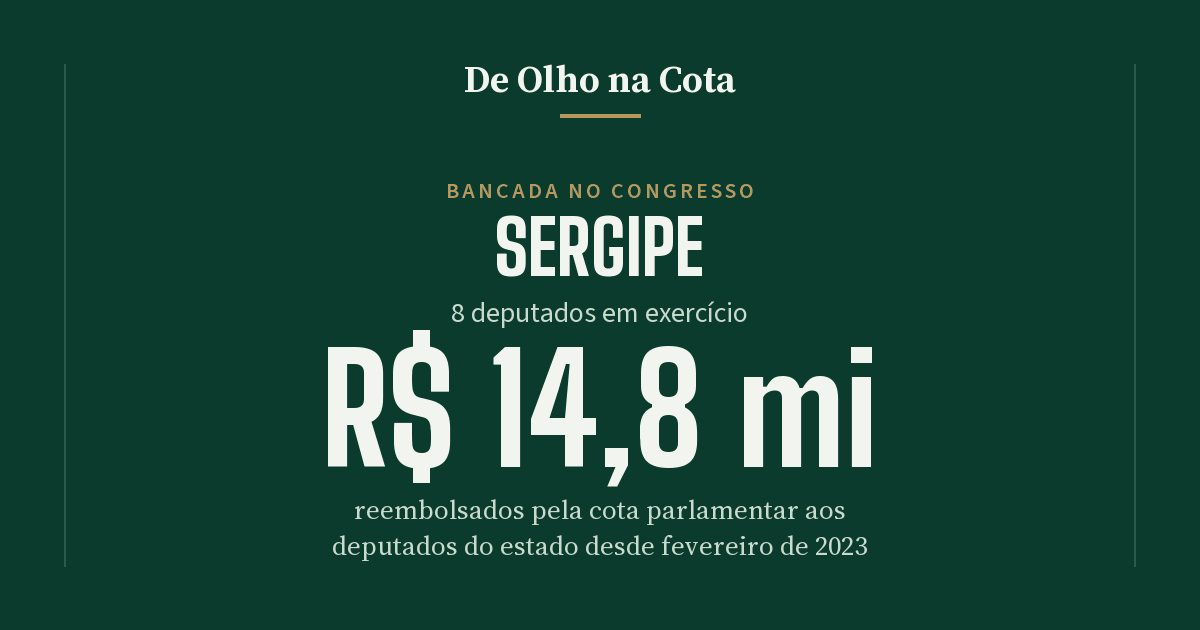 De Olho na Cota
BANCADA NO CONGRESSO
SERGIPE
8 deputados em exercício
R$ 14,8 mi
reembolsados pela cota parlamentar aos
deputados do estado desde fevereiro de 2023